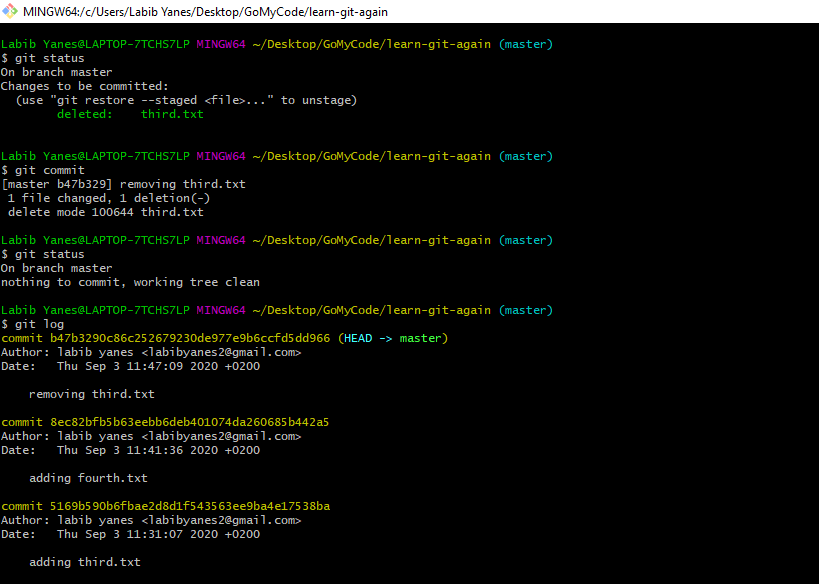 MINGW64:/c/Users/Labib Yanes/Desktop/GoMyCode/learn-git-again
Labib Yanes@LAPTOP-7TCHS7LP MINGW64 ~/Desktop/GoMyCode/learn-git-again (master)
$ git status
On branch master
Changes to be committed:
  (use "git restore --staged <file>..." to unstage)
        deleted:    third.txt
Labib Yanes@LAPTOP-7TCHS7LP MINGW64 ~/Desktop/GoMyCode/learn-git-again (master)
$ git commit
[master b47b329] removing third.txt
 1 file changed, 1 deletion(-)
 delete mode 100644 third.txt
Labib Yanes@LAPTOP-7TCHS7LP MINGW64 ~/Desktop/GoMyCode/learn-git-again (master)
$ git status
On branch master
nothing to commit, working tree clean
Labib Yanes@LAPTOP-7TCHS7LP MINGW64 ~/Desktop/GoMyCode/learn-git-again (master)
$ git log
commit b47b3290c86c252679230de977e9b6ccfd5dd966 (HEAD -> master)
Author: labib yanes <labibyanes2@gmail.com>
Date:   Thu Sep 3 11:47:09 2020 +0200
    removing third.txt
commit 8ec82bfb5b63eebb6deb401074da260685b442a5
Author: labib yanes <labibyanes2@gmail.com>
Date:   Thu Sep 3 11:41:36 2020 +0200
    adding fourth.txt
commit 5169b590b6fbae2d8d1f543563ee9ba4e17538ba
Author: labib yanes <labibyanes2@gmail.com>
Date:   Thu Sep 3 11:31:07 2020 +0200
    adding third.txt